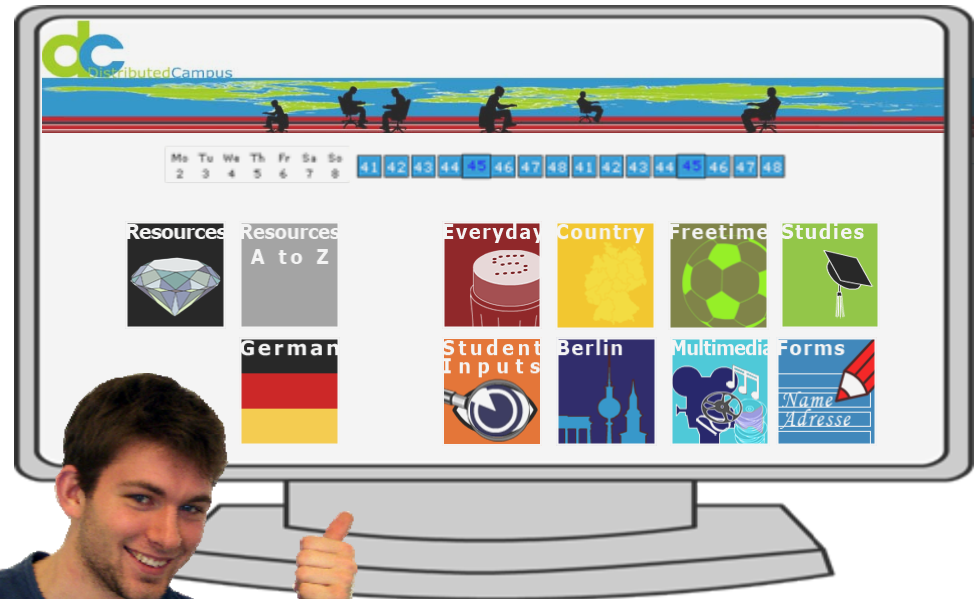 dc
DistributedCampus
Mo Tu We Th Fr Sa So
2 3 4 5 6 7 8
41 42 43 44 45 46 47 48 41 42 43 44 45 46 47 48
Resources
Resources
A to Z
Everyday
Country
Freetime
Studies
German
Student
Inputs
Berlin
Multimedia
Forms
Name
Adresse